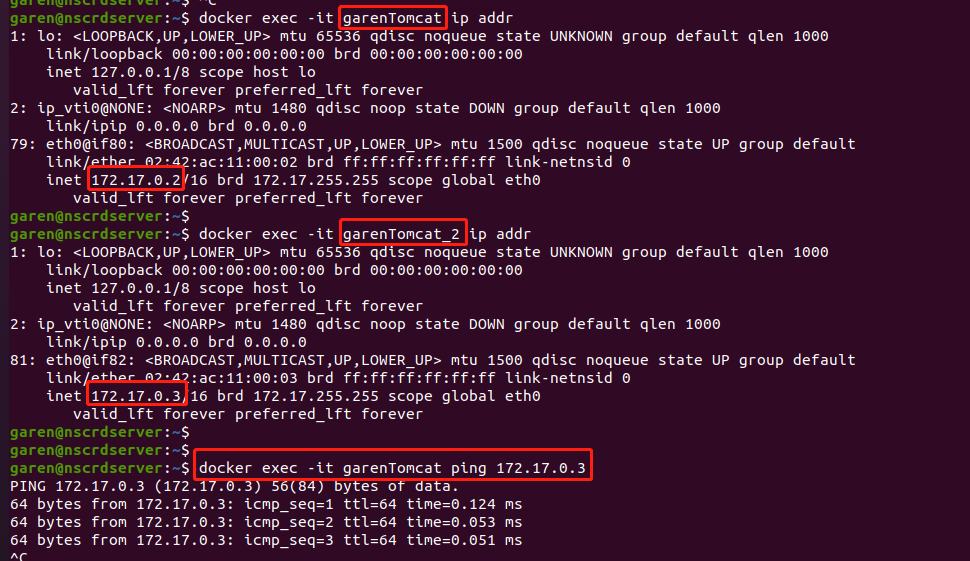 garen@nscrdserver:~$ ^C
garen@nscrdserver:~$ docker exec -it garenTomcat ip addr
1: lo: <LOOPBACK,UP,LOWER_UP> mtu 65536 qdisc noqueue state UNKNOWN group default qlen 1000
    link/loopback 00:00:00:00:00:00 brd 00:00:00:00:00:00
    inet 127.0.0.1/8 scope host lo
       valid_lft forever preferred_lft forever
2: ip_vti0@NONE: <NOARP> mtu 1480 qdisc noop state DOWN group default qlen 1000
    link/ipip 0.0.0.0 brd 0.0.0.0
79: eth0@if80: <BROADCAST,MULTICAST,UP,LOWER_UP> mtu 1500 qdisc noqueue state UP group default
    link/ether 02:42:ac:11:00:02 brd ff:ff:ff:ff:ff:ff link-netnsid 0
    inet 172.17.0.2/16 brd 172.17.255.255 scope global eth0
       valid_lft forever preferred_lft forever
garen@nscrdserver:~$
garen@nscrdserver:~$ docker exec -it garenTomcat_2 ip addr
1: lo: <LOOPBACK,UP,LOWER_UP> mtu 65536 qdisc noqueue state UNKNOWN group default qlen 1000
    link/loopback 00:00:00:00:00:00 brd 00:00:00:00:00:00
    inet 127.0.0.1/8 scope host lo
       valid_lft forever preferred_lft forever
2: ip_vti0@NONE: <NOARP> mtu 1480 qdisc noop state DOWN group default qlen 1000
    link/ipip 0.0.0.0 brd 0.0.0.0
81: eth0@if82: <BROADCAST,MULTICAST,UP,LOWER_UP> mtu 1500 qdisc noqueue state UP group default
    link/ether 02:42:ac:11:00:03 brd ff:ff:ff:ff:ff:ff link-netnsid 0
    inet 172.17.0.3/16 brd 172.17.255.255 scope global eth0
       valid_lft forever preferred_lft forever
garen@nscrdserver:~$
garen@nscrdserver:~$
garen@nscrdserver:~$ docker exec -it garenTomcat ping 172.17.0.3
PING 172.17.0.3 (172.17.0.3) 56(84) bytes of data.
64 bytes from 172.17.0.3: icmp_seq=1 ttl=64 time=0.124 ms
64 bytes from 172.17.0.3: icmp_seq=2 ttl=64 time=0.053 ms
64 bytes from 172.17.0.3: icmp_seq=3 ttl=64 time=0.051 ms
^C